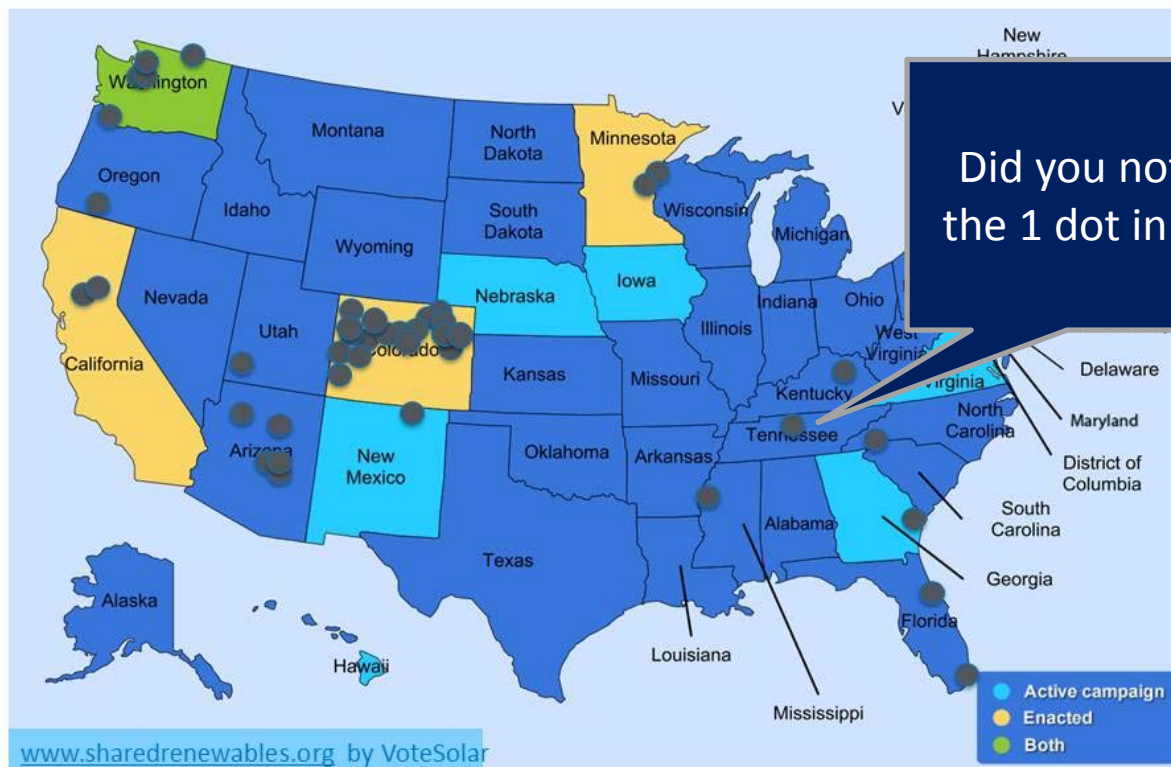 New
Hampshire
Washington
Montana
North
Dakota
Minnesota
Oregon
Idaho
South
Dakota
Wisconsin
Michigan
Did you
the 1 dot in
Wyoming
Nevada
Utah
Colorado
Nebraska
Iowa
Illinois
Indiana
Ohio
West
Virginia
California
Kansas
Missouri
Kentucky
Virginia
Delaware
Maryland
North
Carolina
Tennessee
Arizona
New
Mexico
Oklahoma
Arkansas
District of
Columbia
South
Carolina
Alabama
Georgia
Texas
Alaska
Hawaii
Louisiana
Mississippi
Florida
Active campaign
Enacted
Both
www.sharedrenewables.org by VoteSolar